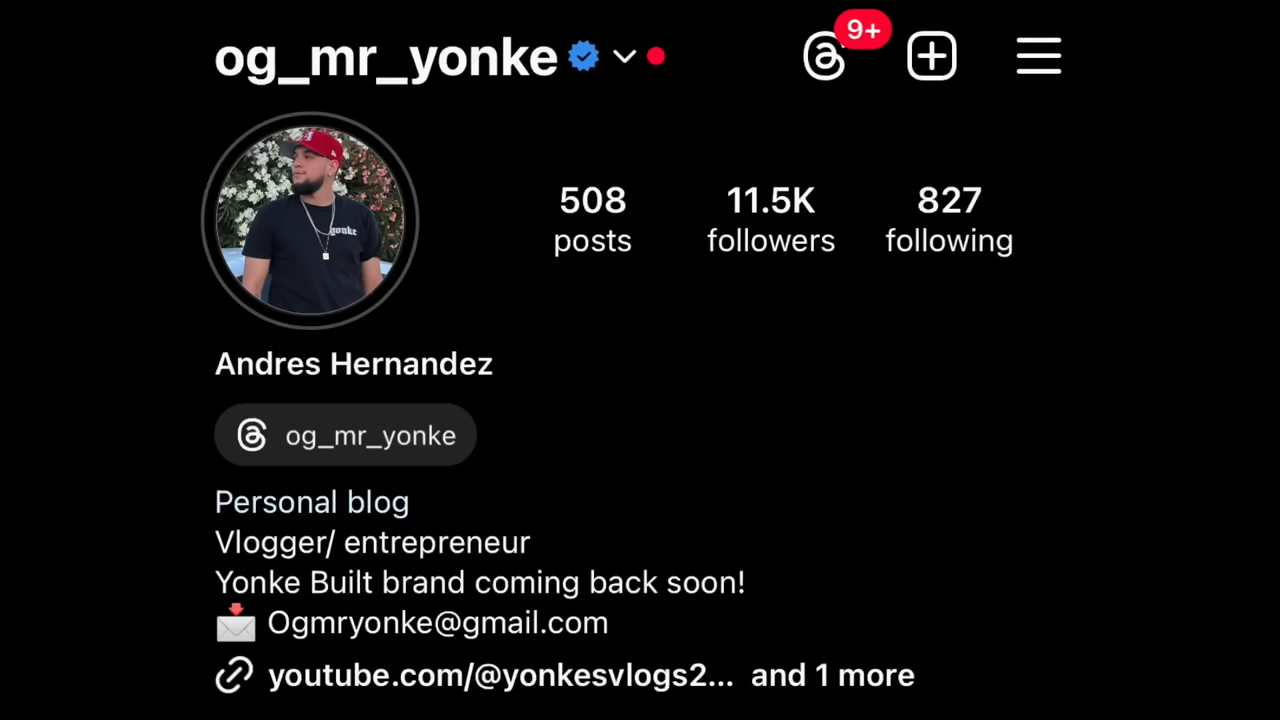 og_mr_yonke
9+
yonke
508 11.5K 827
posts followers following
Andres Hernandez
og_mr_yonke
Personal blog
Vlogger/ entrepreneur
Yonke Built brand coming back soon!
📩 Ogmryonke@gmail.com
youtube.com/@yonkesvlogs2... and 1 more